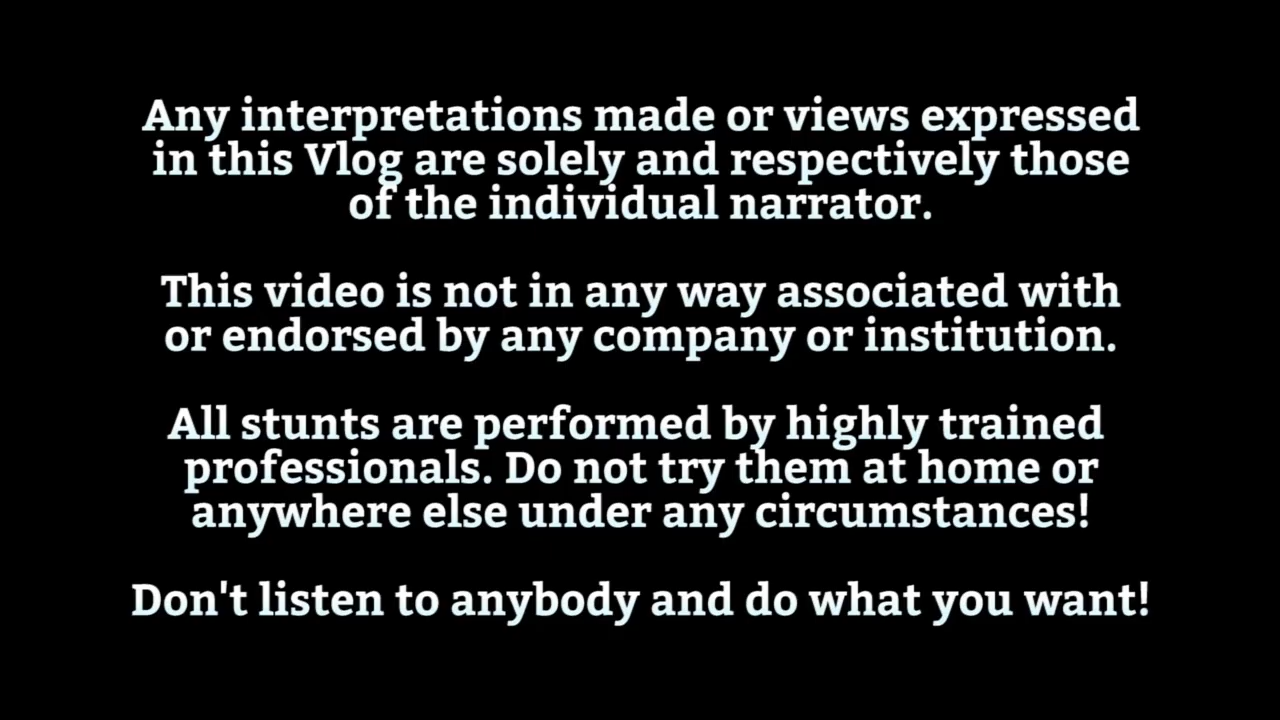 Any interpretations made or views expressed
in this Vlog are solely and respectively those
of the individual narrator.
This video is not in any way associated with
or endorsed by any company or institution.
All stunts are performed by highly trained
professionals. Do not try them at home or
anywhere else under any circumstances!
Don't listen to anybody and do what you want!